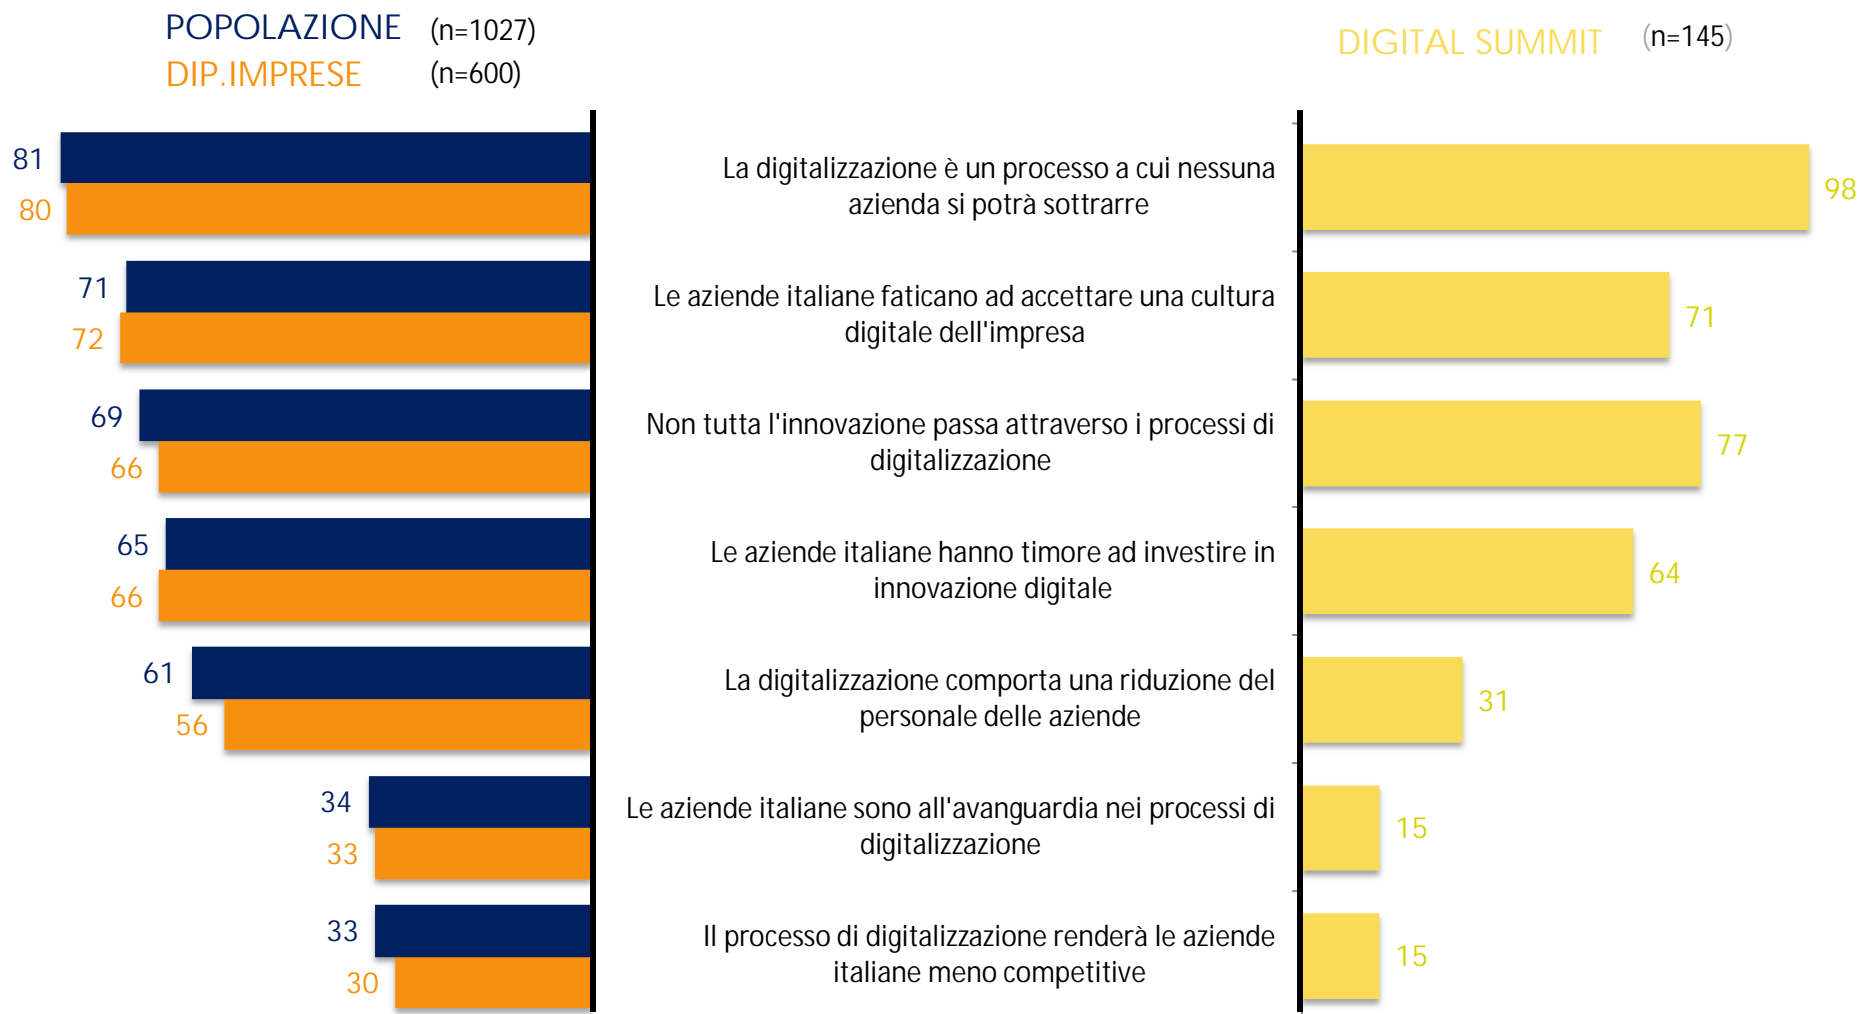 POPOLAZIONE (n=1027)
DIP.IMPRESE (n=600)
DIGITAL SUMMIT (n=145)
81
80
La digitalizzazione è un processo a cui nessuna
azienda si potrà sottrarre
98
71
72
Le aziende italiane faticano ad accettare una cultura
digitale dell'impresa
71
69
66
Non tutta l'innovazione passa attraverso i processi di
digitalizzazione
77
65
66
Le aziende italiane hanno timore ad investire in
innovazione digitale
64
61
56
La digitalizzazione comporta una riduzione del
personale delle aziende
31
34
33
Le aziende italiane sono all'avanguardia nei processi di
digitalizzazione
15
33
30
Il processo di digitalizzazione renderà le aziende
italiane meno competitive
15